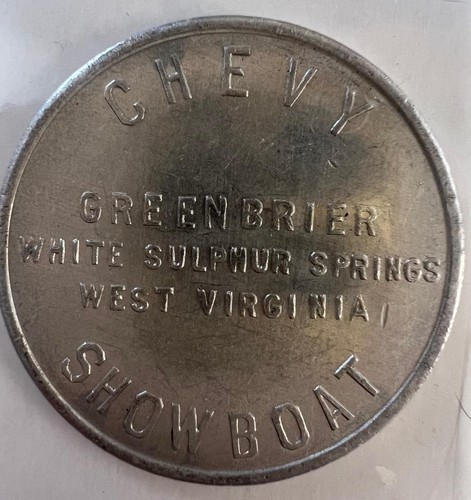 CHEVY
GREENBRIER
WHITE SULPHUR SPRINGS
WEST VIRGINIA
SHOWBOAT